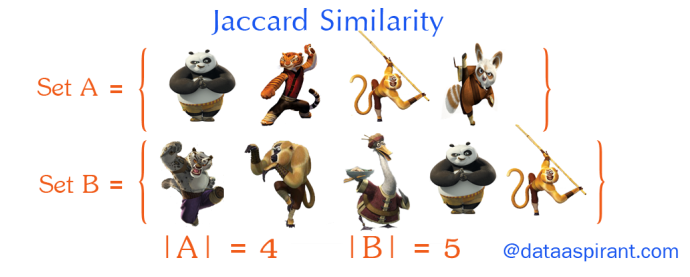 Jaccard Similarity
Set A = {                }
Set B = {                }
|A| = 4    |B| = 5
@dataaspirant.com